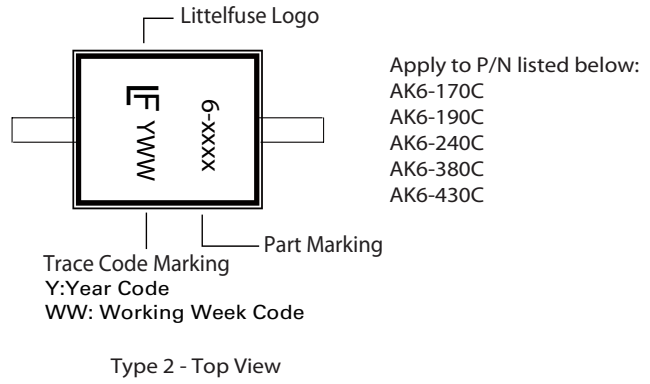 Littelfuse Logo
LF YWW
6-xxxx
Apply to P/N listed below:
AK6-170C
AK6-190C
AK6-240C
AK6-380C
AK6-430C
Part Marking
Trace Code Marking
Y:Year Code
WW: Working Week Code
Type 2 - Top View